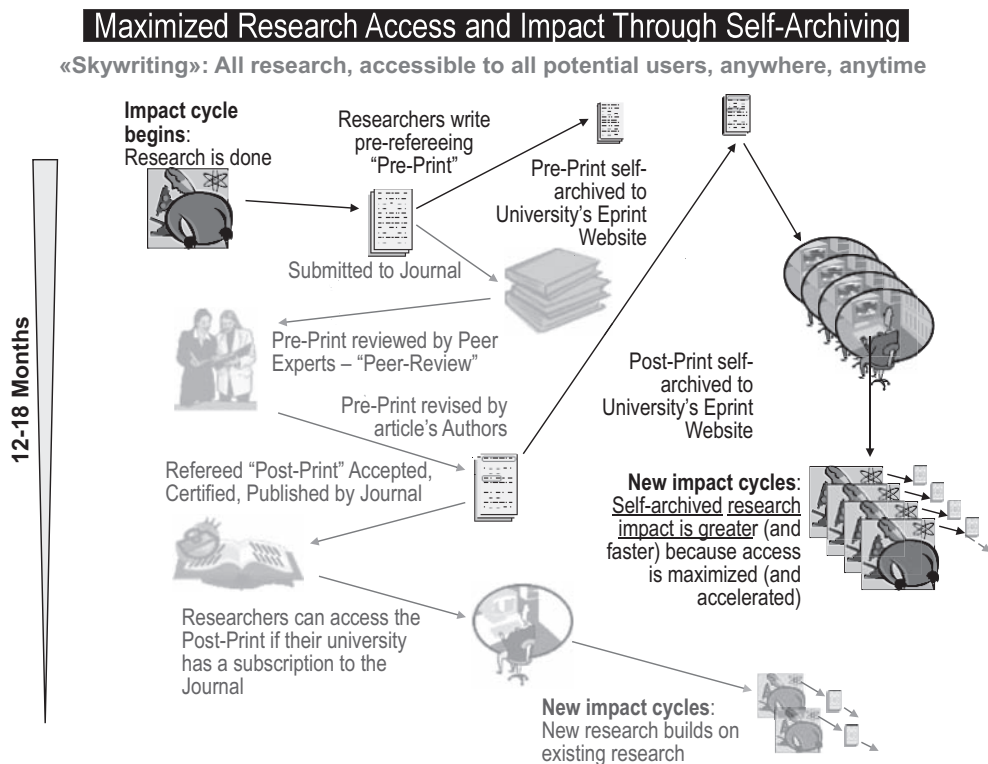 Maximized Research Access and Impact Through Self-Archiving
«Skywriting»: All research, accessible to all potential users, anywhere, anytime
Impact cycle
begins:
Research is done
Researchers write
pre-refereeing
“Pre-Print”
Pre-Print self-
archived to
University’s Eprint
Website
Submitted to Journal
Pre-Print reviewed by Peer
Experts – “Peer-Review”
12-18 Months
Pre-Print revised by
article’s Authors
Post-Print self-
archived to
University’s Eprint
Website
Refereed “Post-Print” Accepted,
Certified, Published by Journal
New impact cycles:
Self-archived research
impact is greater (and
faster) because access
is maximized (and
accelerated)
Researchers can access the
Post-Print if their university
has a subscription to the
Journal
New impact cycles:
New research builds on
existing research